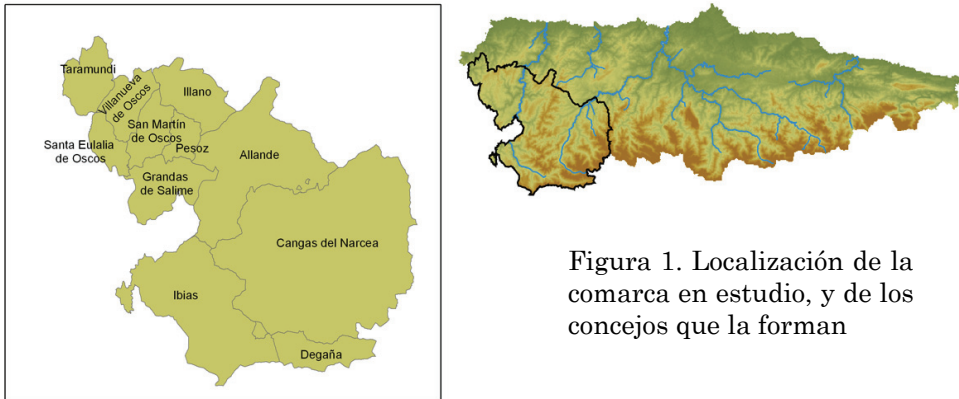 Taramundi
Villanueva
de Oscos
Illano
San Martín
de Oscos
Santa Eulalia
de Oscos
Pesoz
Allande
Grandas
de Salime
Cangas del Narcea
Ibias
Degaña
Figura 1. Localización de la
comarca en estudio, y de los
concejos que la forman